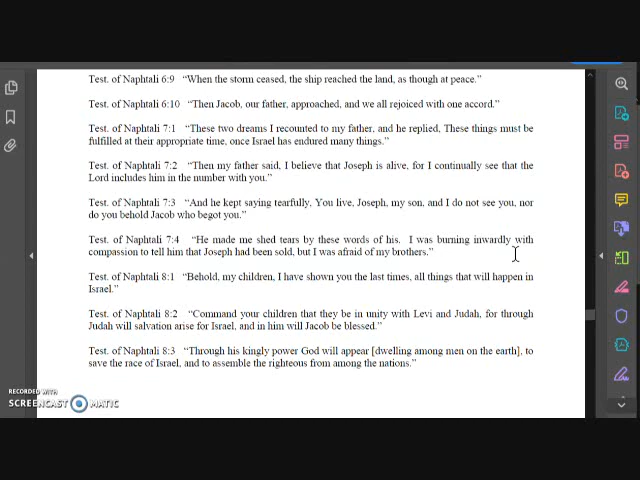 Test. of Naphtali 6:9 “When the storm ceased, the ship reached the land, as though at peace.”
Test. of Naphtali 6:10 “Then Jacob, our father, approached, and we all rejoiced with one accord.”
Test. of Naphtali 7:1 “These two dreams I recounted to my father, and he replied, These things must be
fulfilled at their appropriate time, once Israel has endured many things.”
Test. of Naphtali 7:2 “Then my father said, I believe that Joseph is alive, for I continually see that the
Lord includes him in the number with you.”
Test. of Naphtali 7:3 “And he kept saying tearfully, You live, Joseph, my son, and I do not see you, nor
do you behold Jacob who begot you.”
Test. of Naphtali 7:4 “He made me shed tears by these words of his. I was burning inwardly with
compassion to tell him that Joseph had been sold, but I was afraid of my brothers.”
Test. of Naphtali 8:1 “Behold, my children, I have shown you the last times, all things that will happen in
Israel.”
Test. of Naphtali 8:2 “Command your children that they be in unity with Levi and Judah, for through
Judah will salvation arise for Israel, and in him will Jacob be blessed.”
Test. of Naphtali 8:3 “Through his kingly power God will appear [dwelling among men on the earth], to
save the race of Israel, and to assemble the righteous from among the nations.”
RECORDED WITH
SCREENCAST MATIC